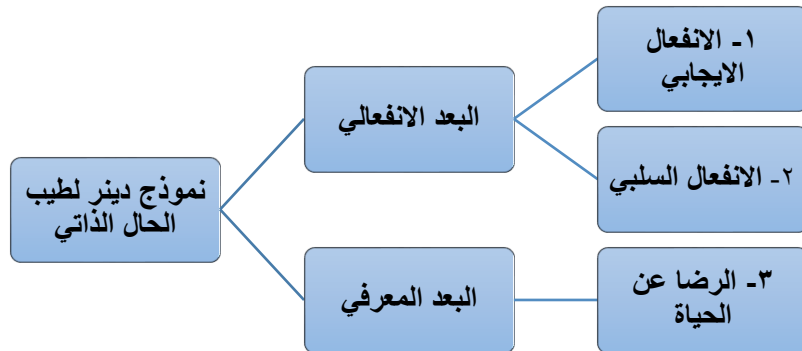 نموذج دينر لطيب
الحال الذاتي
البعد الانفعالي
١- الانفعال
الايجابي
٢- الانفعال السلبي
البعد المعرفي
٣- الرضا عن
الحياة